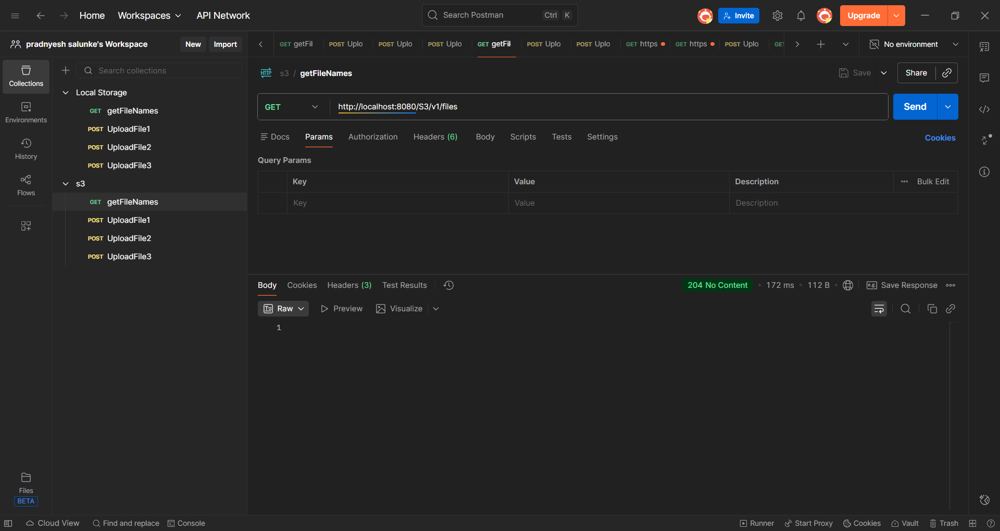 Home Workspaces API Network Search Postman Ctrl K Invite Upgrade
pradnyesh salunke's Workspace New Import
GET getFil POST Uplo POST Uplo POST Uplo GET getFil POST Uplo POST Uplo GET https GET https POST Uplo GET No environment
Collections
Environments
History
Flows
Files
BETA
Search collections
Local Storage
GET getFileNames
POST UploadFile1
POST UploadFile2
POST UploadFile3
s3
GET getFileNames
POST UploadFile1
POST UploadFile2
POST UploadFile3
HTTP s3 / getFileNames Save Share
GET http://localhost:8080/S3/v1/files Send
Docs Params Authorization Headers (6) Body Scripts Tests Settings Cookies
Query Params
Key Value Description Bulk Edit
Key Value Description
Body Cookies Headers (3) Test Results 204 No Content 172 ms 112 B e.g. Save Response
Raw Preview Visualize
1
Cloud View Find and replace Console Runner Start Proxy Cookies Vault Trash